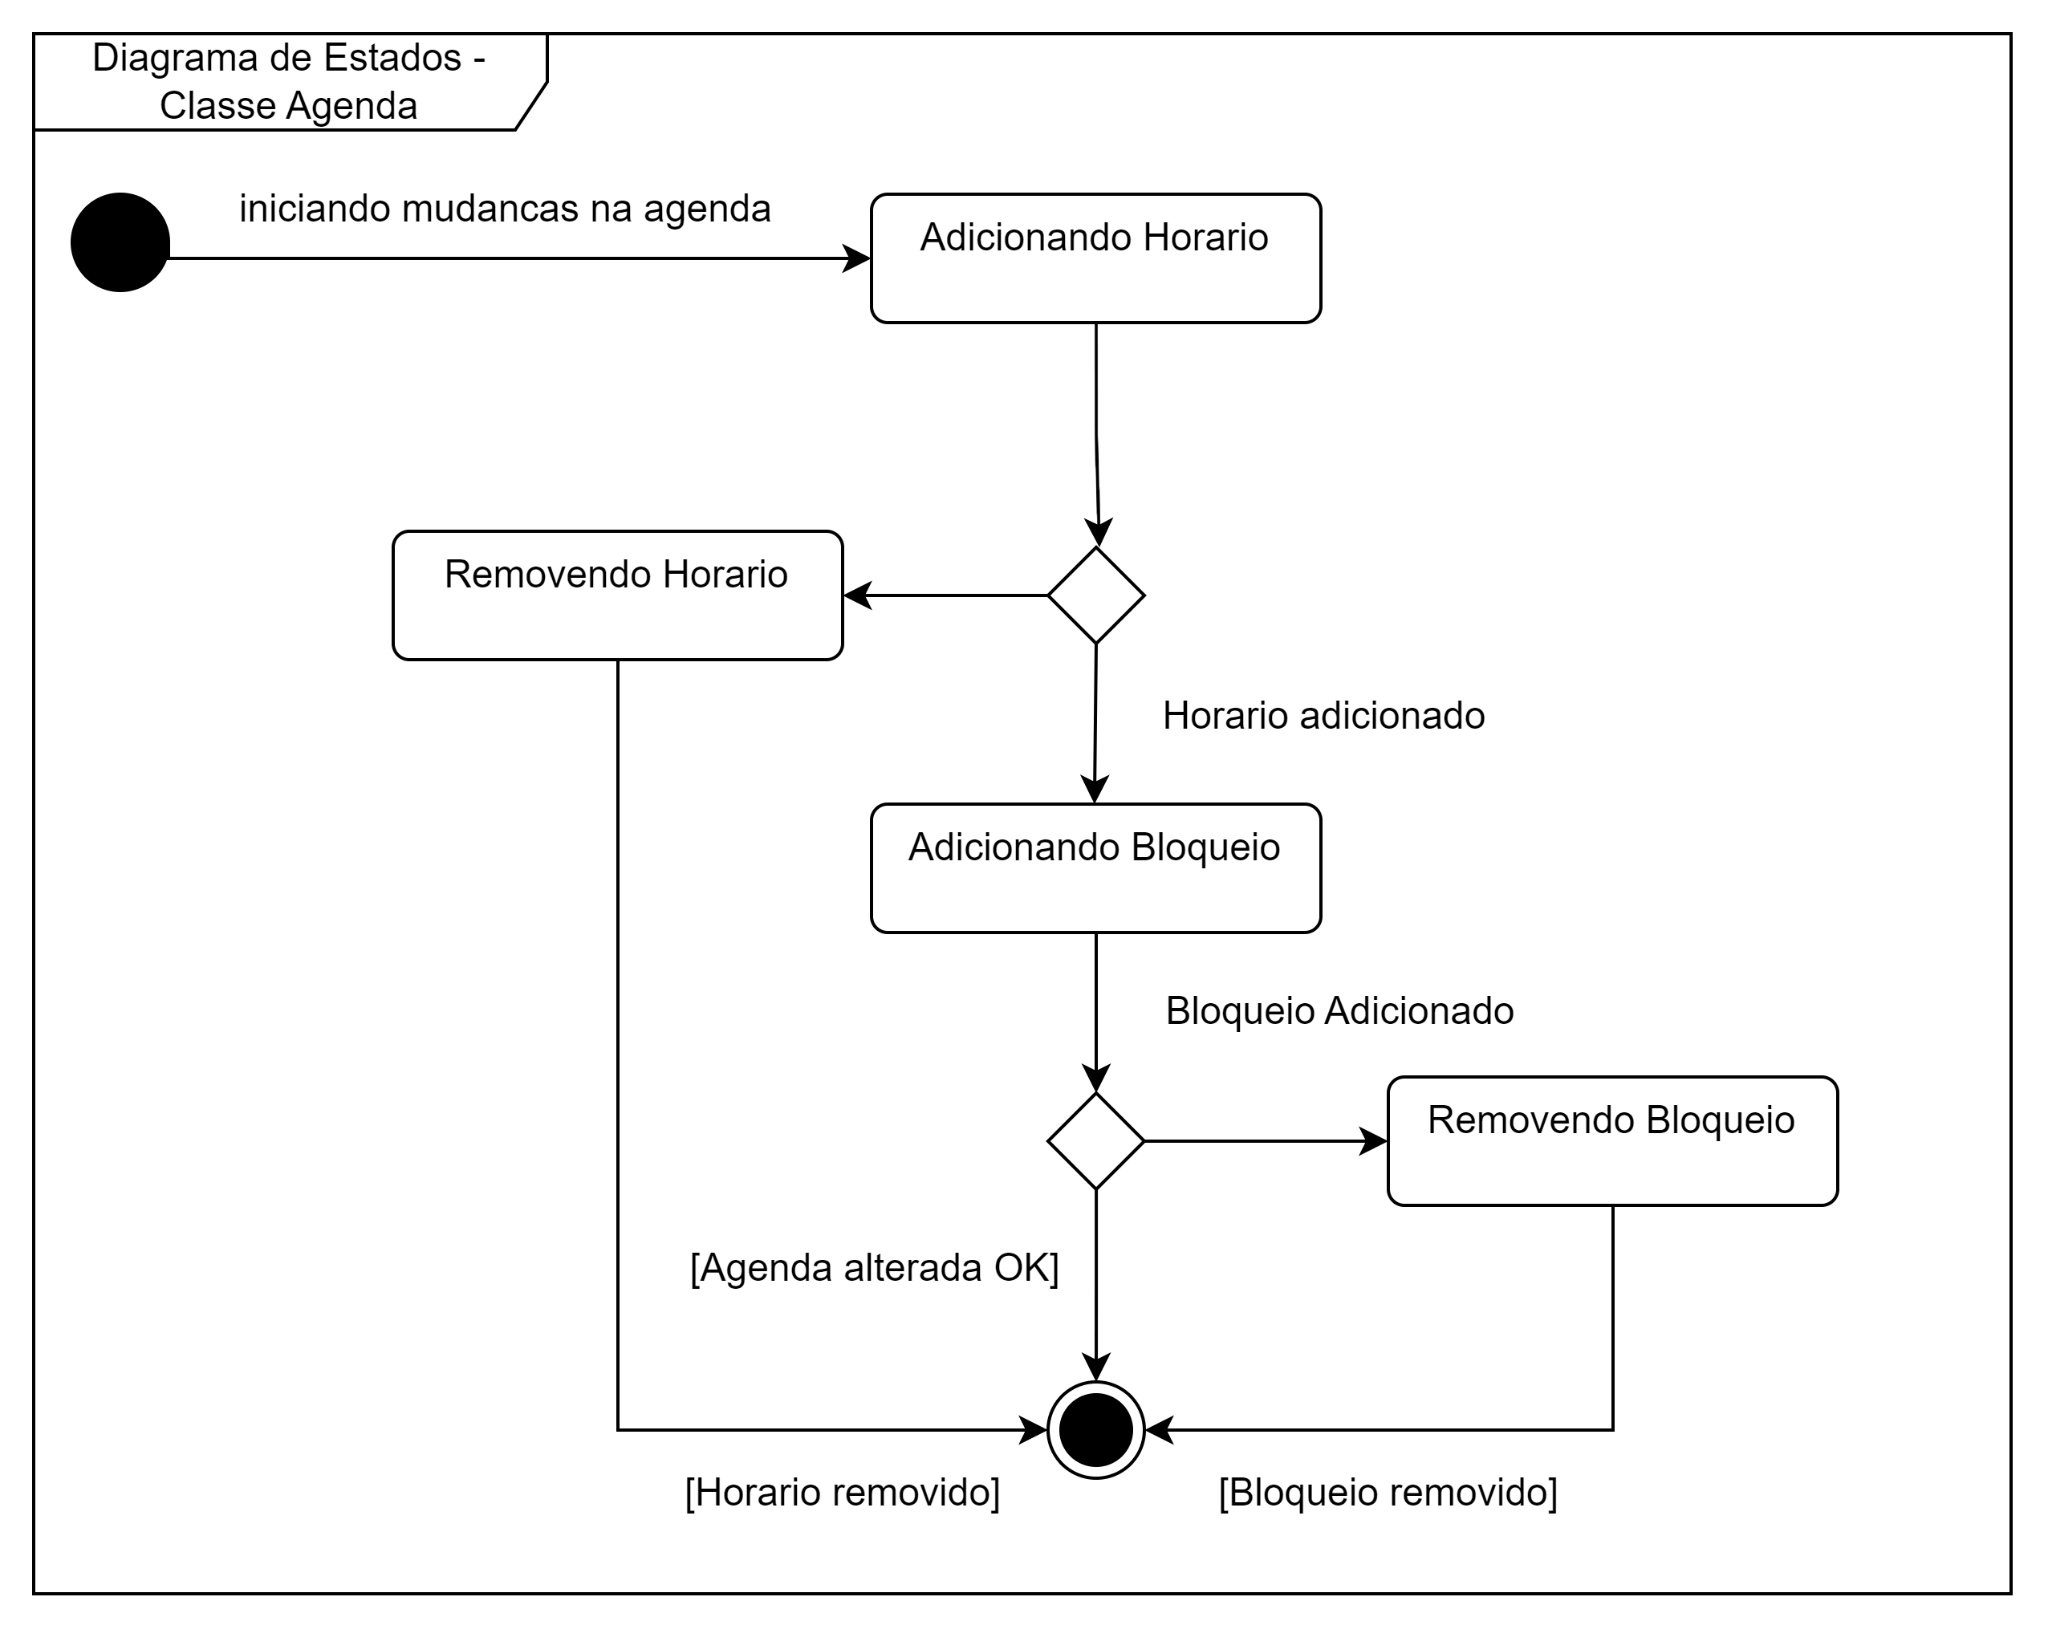 Diagrama de Estados -
Classe Agenda
iniciando mudancas na agenda
Adicionando Horario
Removendo Horario
Horario adicionado
Adicionando Bloqueio
Bloqueio Adicionado
Removendo Bloqueio
[Agenda alterada OK]
[Horario removido]
[Bloqueio removido]